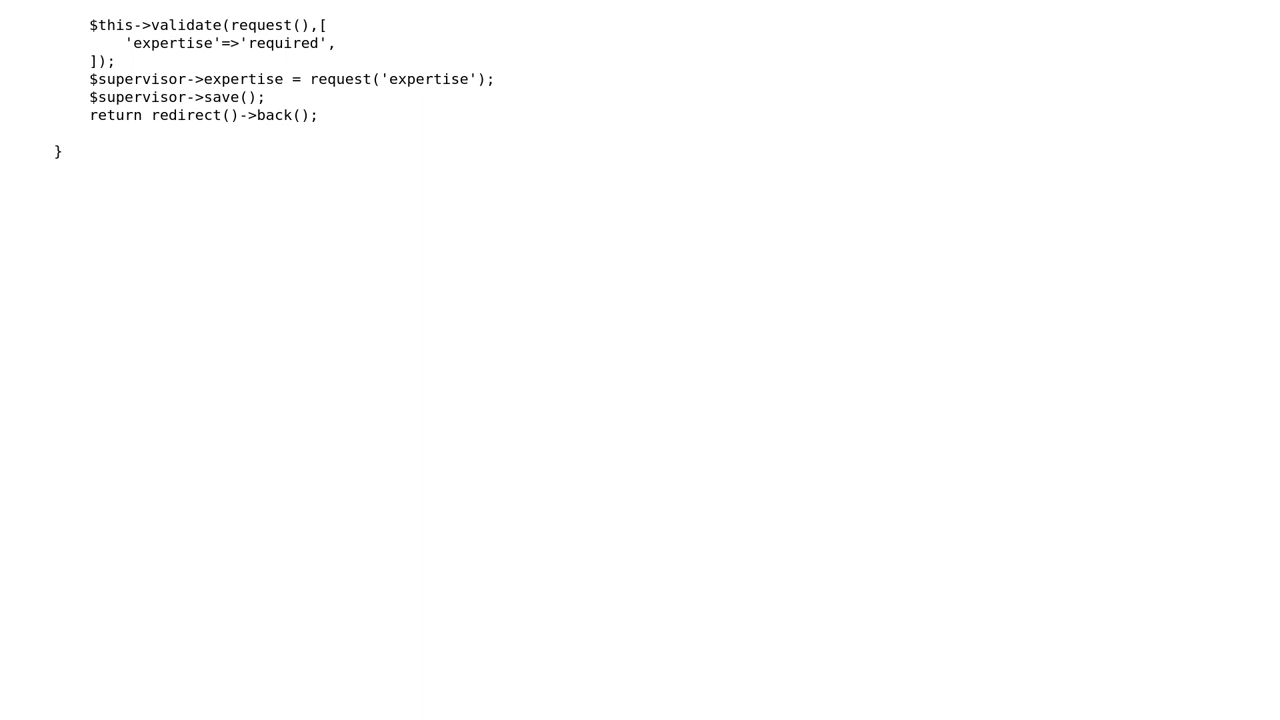 $this->validate(request(),[
'expertise'=>'required',
]);
$supervisor->expertise = request('expertise');
$supervisor->save();
return redirect()->back();
}